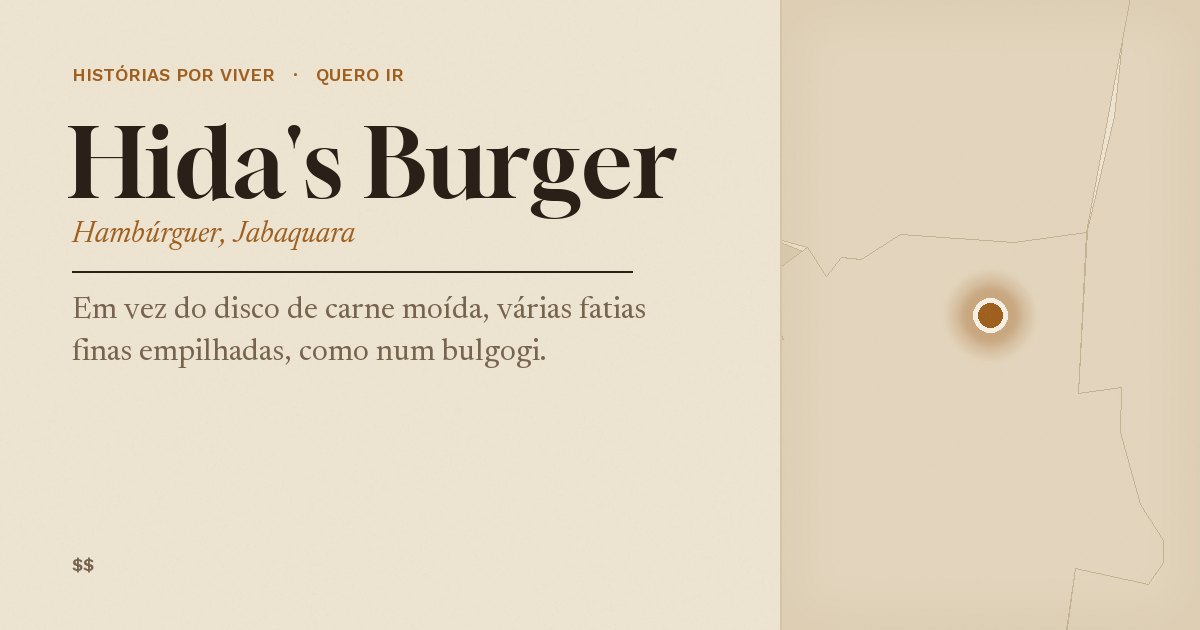 HISTÓRIAS POR VIVER · QUERO IR
Hida's Burger
Hambúrguer, Jabaquara
Em vez do disco de carne moída, várias fatias
finas empilhadas, como num bulgogi.
$$